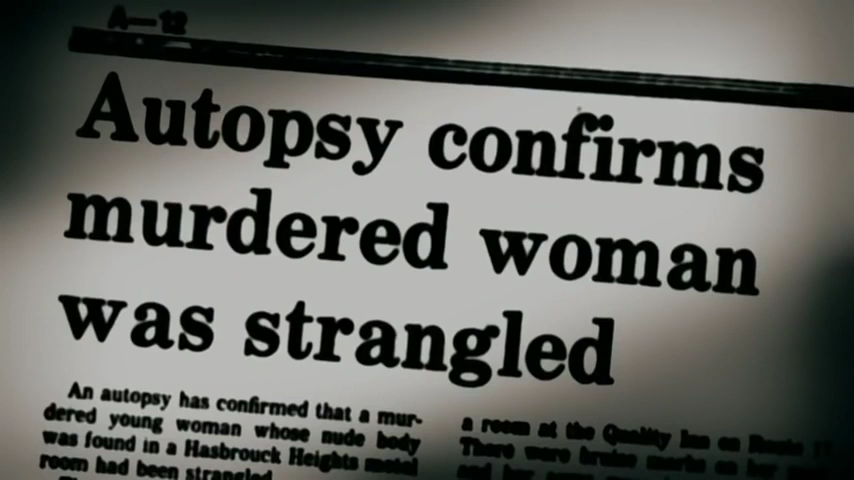 A—12
Autopsy confirms
murdered woman
was strangled
An autopsy has confirmed that a mur-
dered young woman whose nude body
was found in a Hasbrouck Heights motel
room had been strangled.
a room at the Quality Inn on Route
There were bruise marks on her